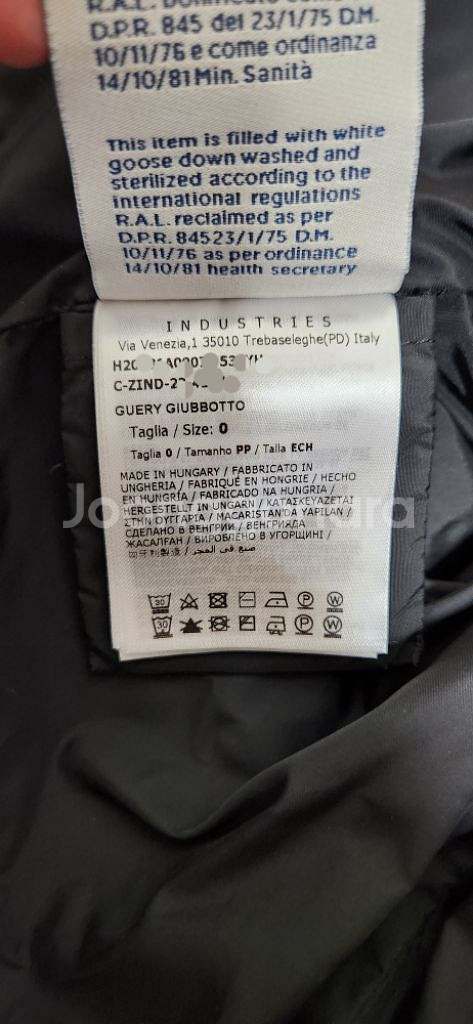 D.P.R. 845 del 23/1/75 D.M.
10/11/76 e come ordinanza
14/10/81 Min. Sanità
This item is filled with white
goose down washed and
sterilized according to the
international regulations
R.A.L. reclaimed as per
D.P.R. 84523/1/75 D.M.
10/11/76 as per ordinance
14/10/81 health secretary
INDUSTRIES
Via Venezia,1 35010 Trebaseleghe(PD) Italy
GUERY GIUBBOTTO
Taglia / Size: 0
Taglia 0 / Tamanho PP / Talla ECH
MADE IN HUNGARY / FABBRICATO IN
UNGHERIA / FABRIQUÉ EN HONGRIE / HECHO
EN HUNGRÍA / FABRICADO NA HUNGRIA /
HERGESTELLT IN UNGARN / ΚΑΤΑΣΚΕΥΑΖΕΤΑΙ
ΣΤΗΝ ΟΥΓΓΑΡΙΑ / MACARISTAN'DA YAPILAN /
СДЕЛАНО В ВЕНГРИИ / ВЕНГРИЯДА
ЖАСАЛҒАН / ВИРОБЛЕНО В УГОРЩИНІ /
صنع في المجر /
30
P
W
30
P
W